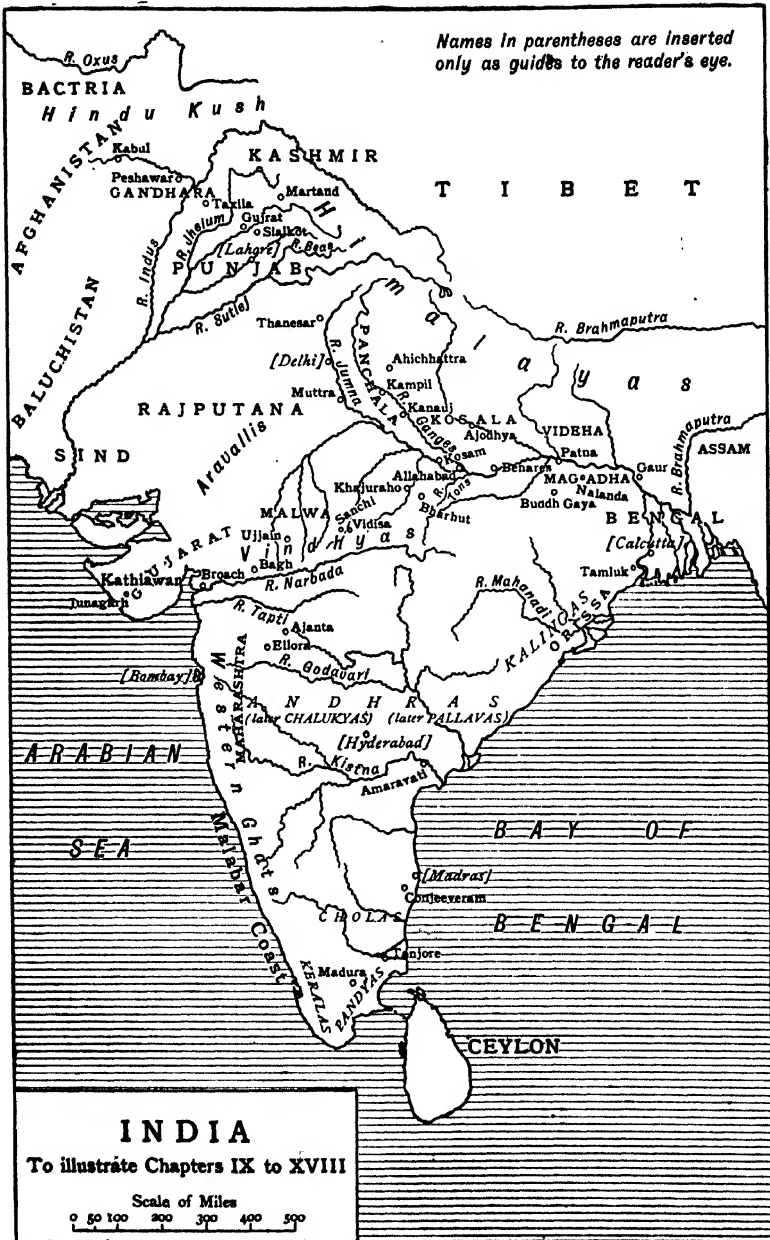 Names in parentheses are inserted
only as guides to the reader's eye.
R. Oxus
BACTRIA
Hindu Kush
AFGHANISTAN
Kabul
KASHMIR
Peshawar
GANDHARA
Taxila
Martand
TIBET
R. Jhelum
Gujrat
Sialkot
[Lahore]
R. Beas
PUNJAB
R. Indus
R. Sutlej
Himalayas
BALUCHISTAN
Thanesar
R. Brahmaputra
[Delhi]
R. Jumna
PANCHALA
Ahichhattra
Kampil
Muttra
R. Ganges
Kanauj
RAJPUTANA
KOSALA
Ajodhya
VIDEHA
R. Brahmaputra
ASSAM
SIND
Aravallis
Kosam
Patna
Allahabad
Benares
MAGADHA
Gaur
Khajuraho
R. Sons
Nalanda
MALWA
Sanchi
Bharhut
Buddh Gaya
BENGAL
Vidisa
Ujjain
Vindhyas
[Calcutta]
GUJARAT
Kathiawar
Bagh
Broach
R. Narbada
Tamluk
Junagarh
R. Mahanadi
R. Tapti
Ajanta
KALINGAS
ORISSA
Ellora
R. Godavari
[Bombay]
MAHARASHTRA
Western Ghats
ANDHRAS
(later CHALUKYAS) (later PALLAVAS)
[Hyderabad]
ARABIAN
SEA
R. Kistna
Amaravati
BAY OF
BENGAL
Malabar Coast
[Madras]
Conjeeveram
CHOLAS
Tanjore
Madura
KERALAS
PANDYAS
CEYLON
INDIA
To illustrate Chapters IX to XVIII
Scale of Miles
0 50 100 200 300 400 500